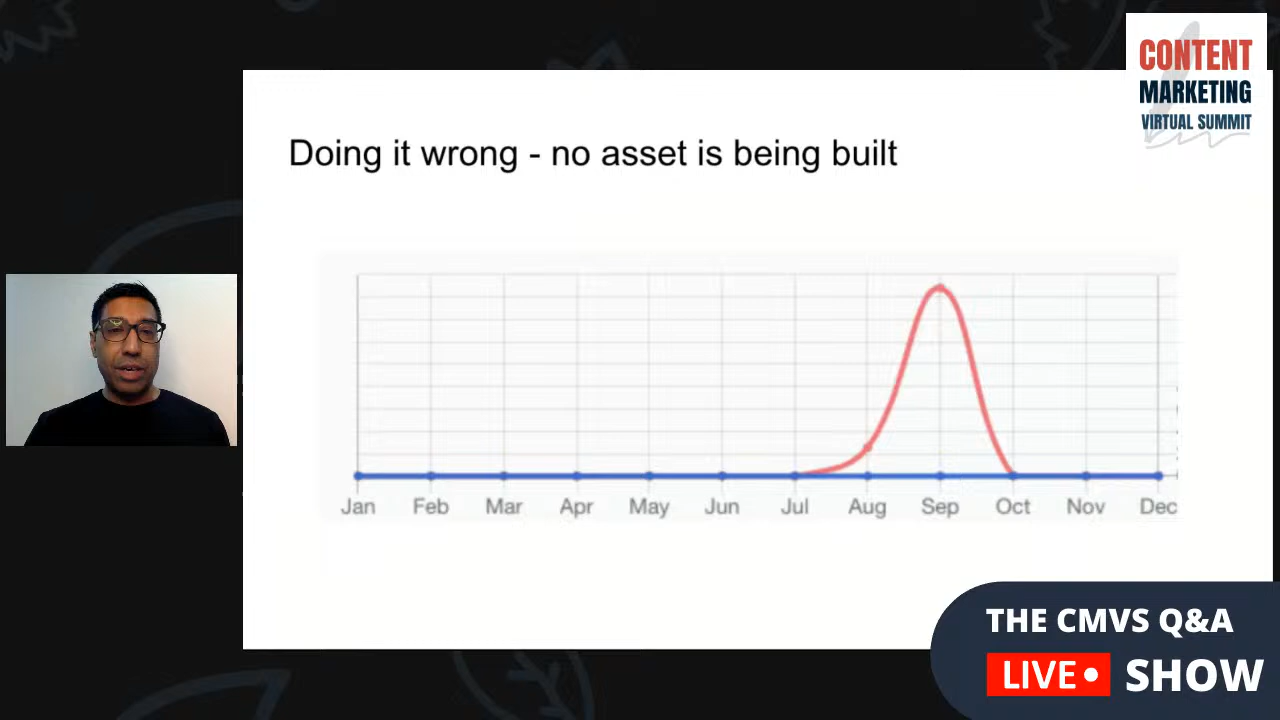 CONTENT
MARKETING
VIRTUAL SUMMIT
Doing it wrong - no asset is being built
Jan Feb Mar Apr May Jun Jul Aug Sep Oct Nov Dec
THE CMVS Q&A
LIVE SHOW